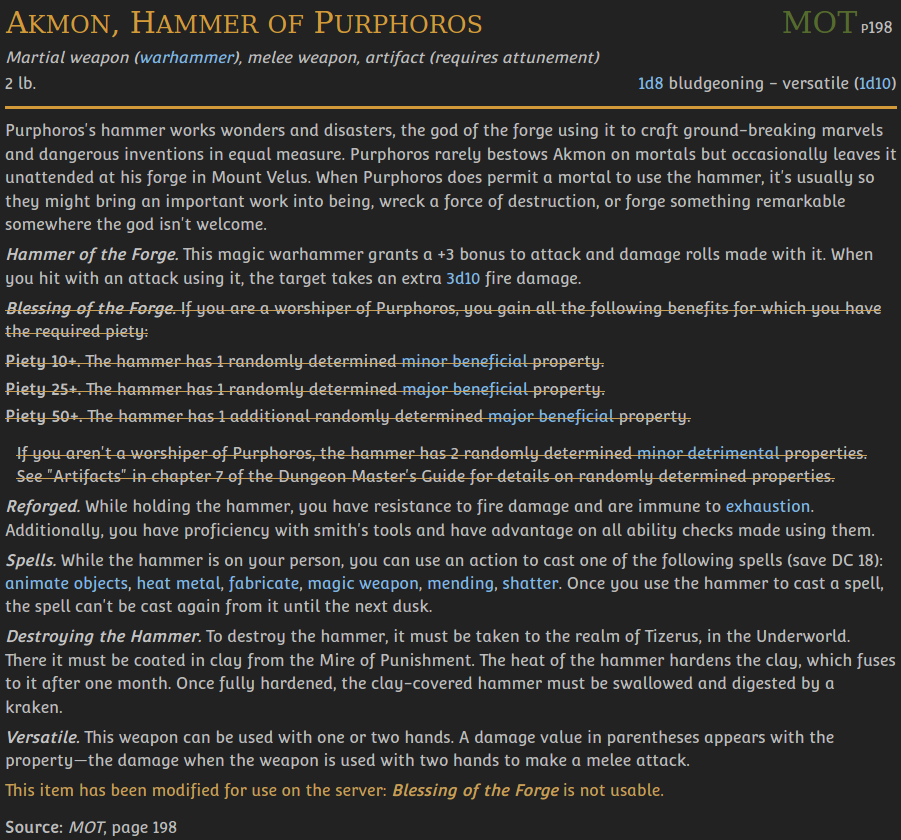 AKMON, HAMMER OF PURPHOROS MOT P198
Martial weapon (warhammer), melee weapon, artifact (requires attunement)
2 lb. 1d8 bludgeoning - versatile (1d10)
Purphoros's hammer works wonders and disasters, the god of the forge using it to craft ground-breaking marvels
and dangerous inventions in equal measure. Purphoros rarely bestows Akmon on mortals but occasionally leaves it
unattended at his forge in Mount Velus. When Purphoros does permit a mortal to use the hammer, it's usually so
they might bring an important work into being, wreck a force of destruction, or forge something remarkable
somewhere the god isn't welcome.
Hammer of the Forge. This magic warhammer grants a +3 bonus to attack and damage rolls made with it. When
you hit with an attack using it, the target takes an extra 3d10 fire damage.
Blessing of the Forge. If you are a worshiper of Purphoros, you gain all the following benefits for which you have
the required piety:
Piety 10+. The hammer has 1 randomly determined minor beneficial property.
Piety 25+. The hammer has 1 randomly determined major beneficial property.
Piety 50+. The hammer has 1 additional randomly determined major beneficial property.
If you aren't a worshiper of Purphoros, the hammer has 2 randomly determined minor detrimental properties.
See "Artifacts" in chapter 7 of the Dungeon Master's Guide for details on randomly determined properties.
Reforged. While holding the hammer, you have resistance to fire damage and are immune to exhaustion.
Additionally, you have proficiency with smith's tools and have advantage on all ability checks made using them.
Spells. While the hammer is on your person, you can use an action to cast one of the following spells (save DC 18):
animate objects, heat metal, fabricate, magic weapon, mending, shatter. Once you use the hammer to cast a spell,
the spell can't be cast again from it until the next dusk.
Destroying the Hammer. To destroy the hammer, it must be taken to the realm of Tizerus, in the Underworld.
There it must be coated in clay from the Mire of Punishment. The heat of the hammer hardens the clay, which fuses
to it after one month. Once fully hardened, the clay-covered hammer must be swallowed and digested by a
kraken.
Versatile. This weapon can be used with one or two hands. A damage value in parentheses appears with the
property—the damage when the weapon is used with two hands to make a melee attack.
This item has been modified for use on the server: Blessing of the Forge is not usable.
Source: MOT, page 198